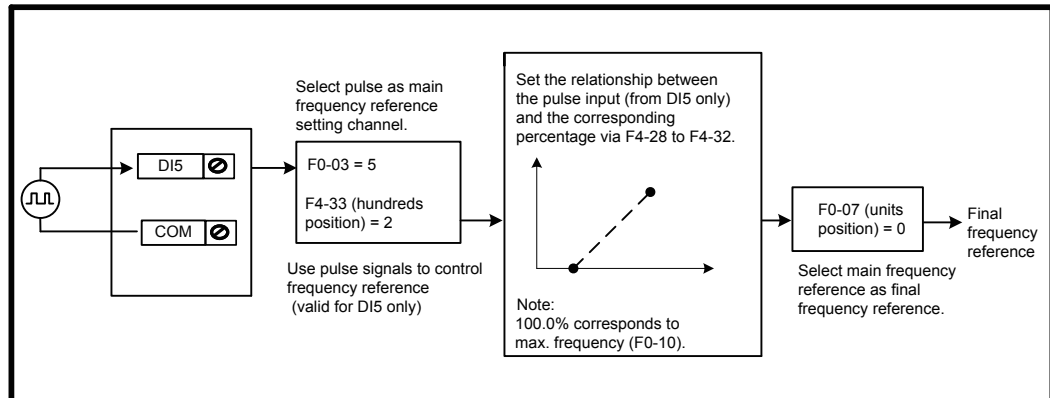 DI5
COM
Select pulse as main
frequency reference
setting channel.
F0-03 = 5
F4-33 (hundreds
position) = 2
Use pulse signals to control
frequency reference
(valid for DI5 only)
Set the relationship between
the pulse input (from DI5 only)
and the corresponding
percentage via F4-28 to F4-32.
Note:
100.0% corresponds to
max. frequency (F0-10).
F0-07 (units
position) = 0
Select main frequency
reference as final
frequency reference.
Final
frequency
reference